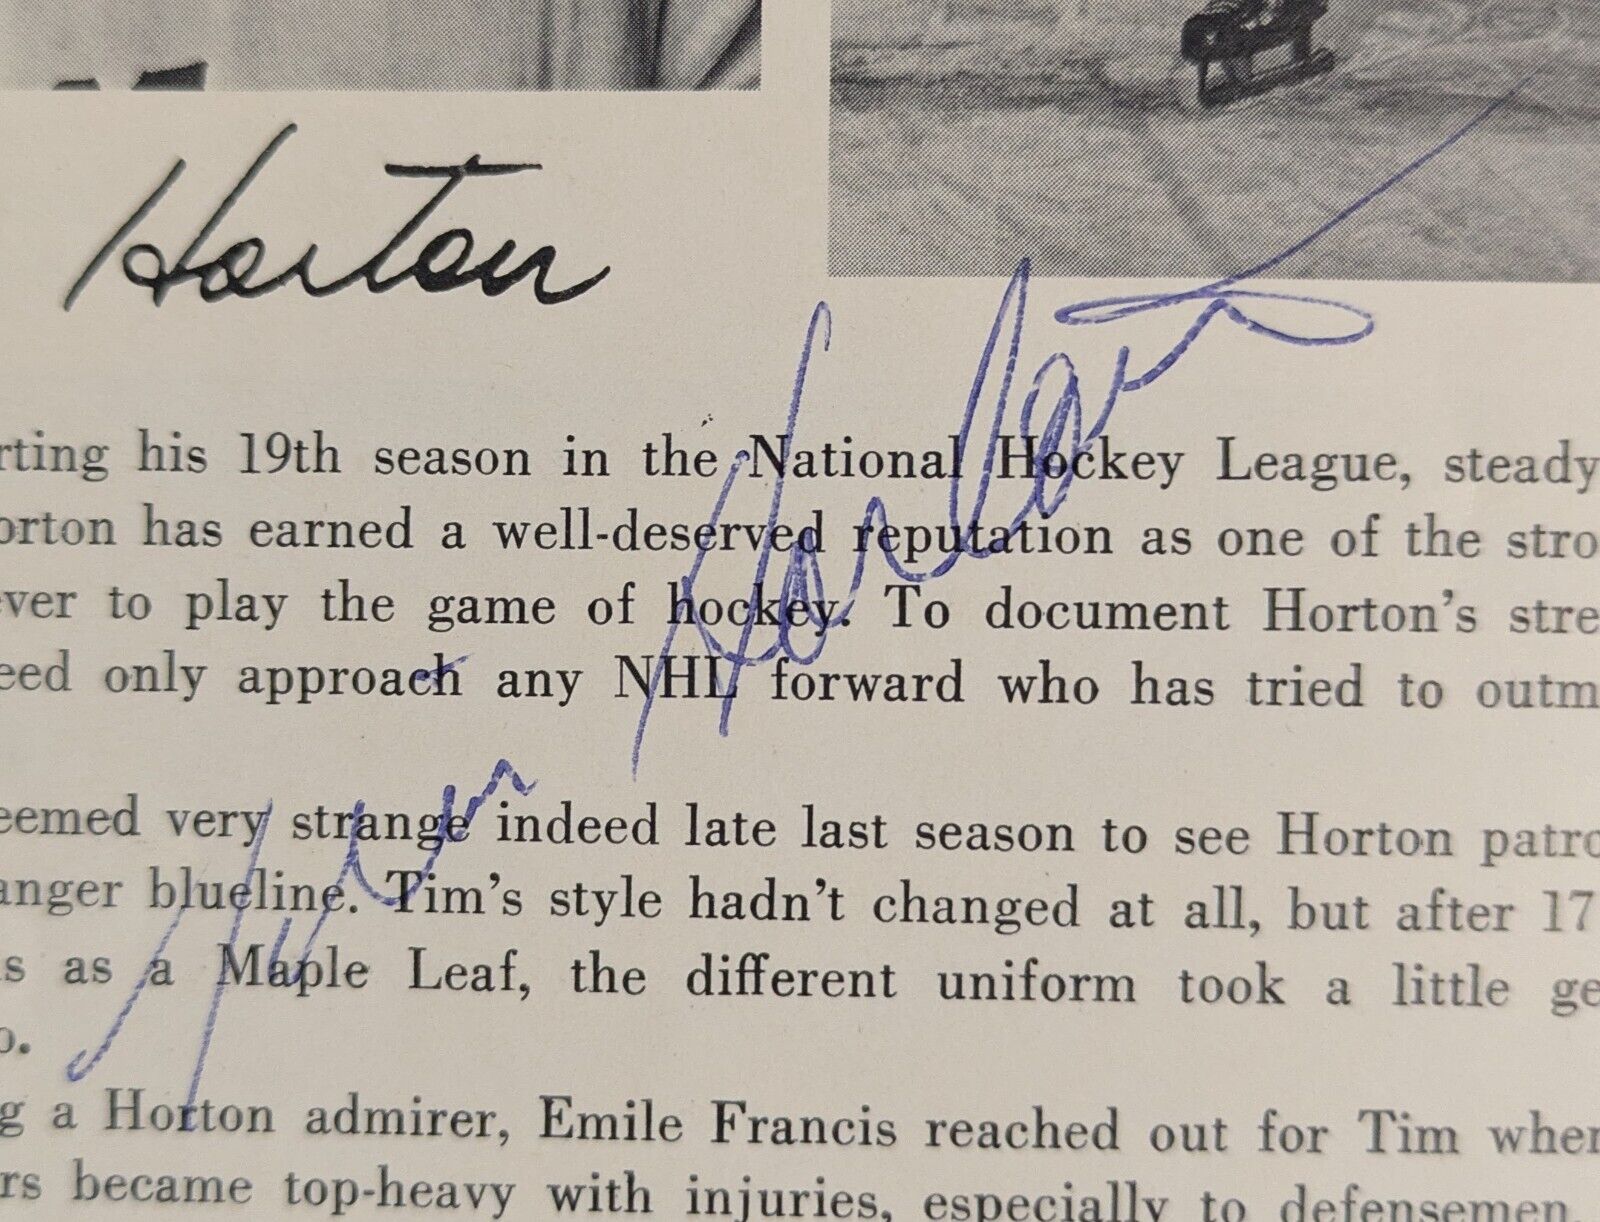 Horton
Horton
rting his 19th season in the National Hockey League, steady
orton has earned a well-deserved reputation as one of the stro
ever to play the game of hockey. To document Horton's stre
eed only approach any NHL forward who has tried to outm
eemed very strange indeed late last season to see Horton patro
anger blueline. Tim's style hadn't changed at all, but after 17
as a Maple Leaf, the different uniform took a little ge
o.
g a Horton admirer, Emile Francis reached out for Tim when
rs became top-heavy with injuries, especially to defensemen.